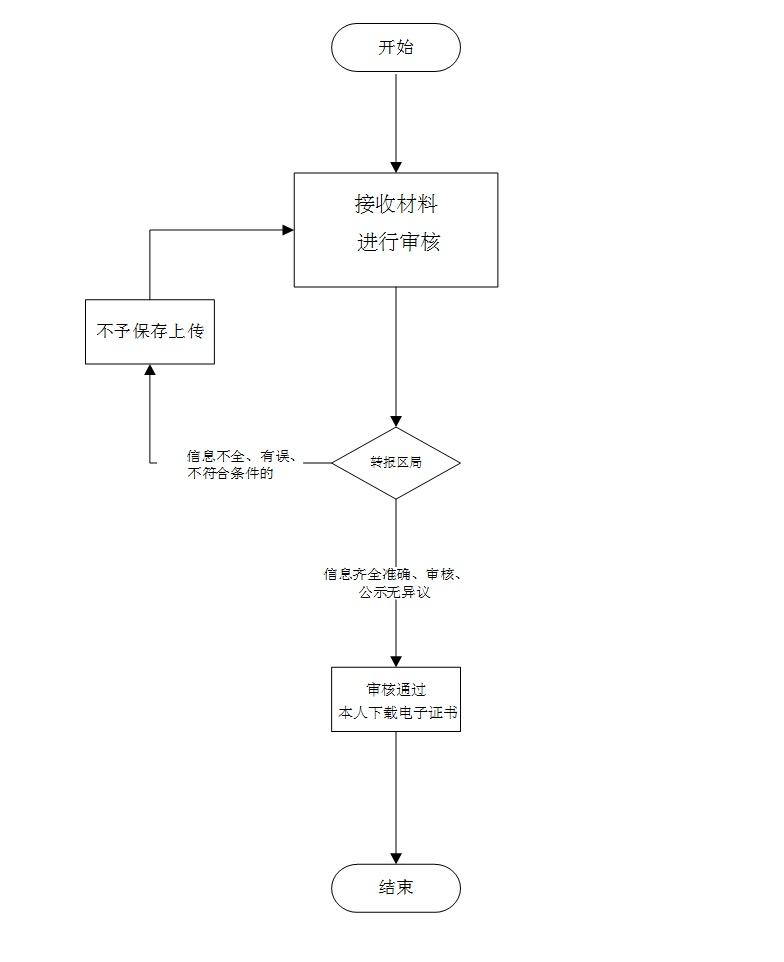 开始
接收材料
进行审核
不予保存上传
信息不全、有误、
不符合条件的
转报区局
信息齐全准确、审核、
公示无异议
审核通过
本人下载电子证书
结束